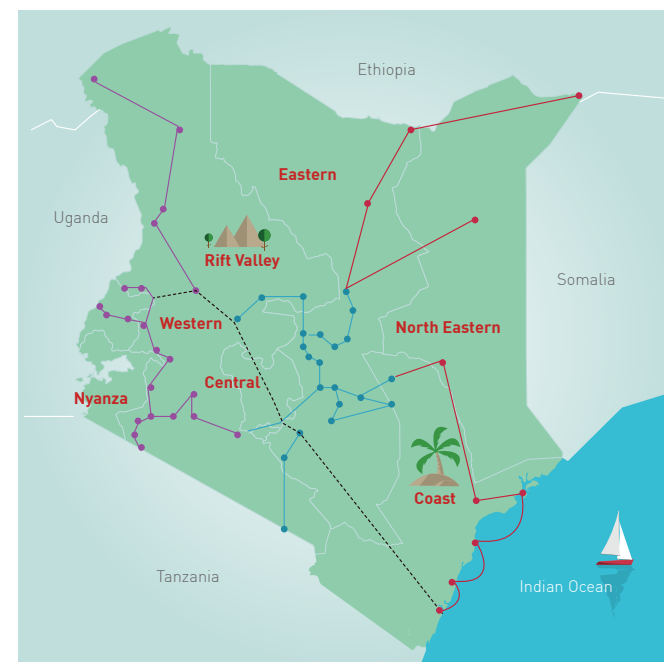 Ethiopia
Eastern
Uganda
Rift Valley
Somalia
Western
North Eastern
Central
Nyanza
Coast
Tanzania
Indian Ocean